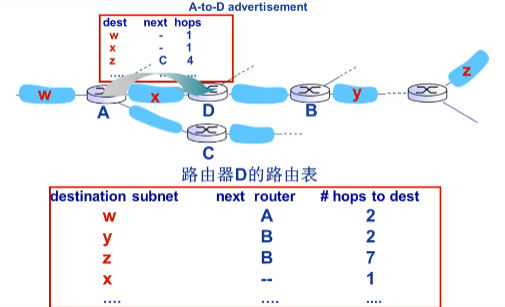 A-to-D advertisement
dest next hops
w - 1
x - 1
z C 4
…. … ....
w
x
y
z
A
D
B
C
路由器D的路由表
destination subnet next router # hops to dest
w A 2
y B 2
z B 7
x -- 1
…. …. ....